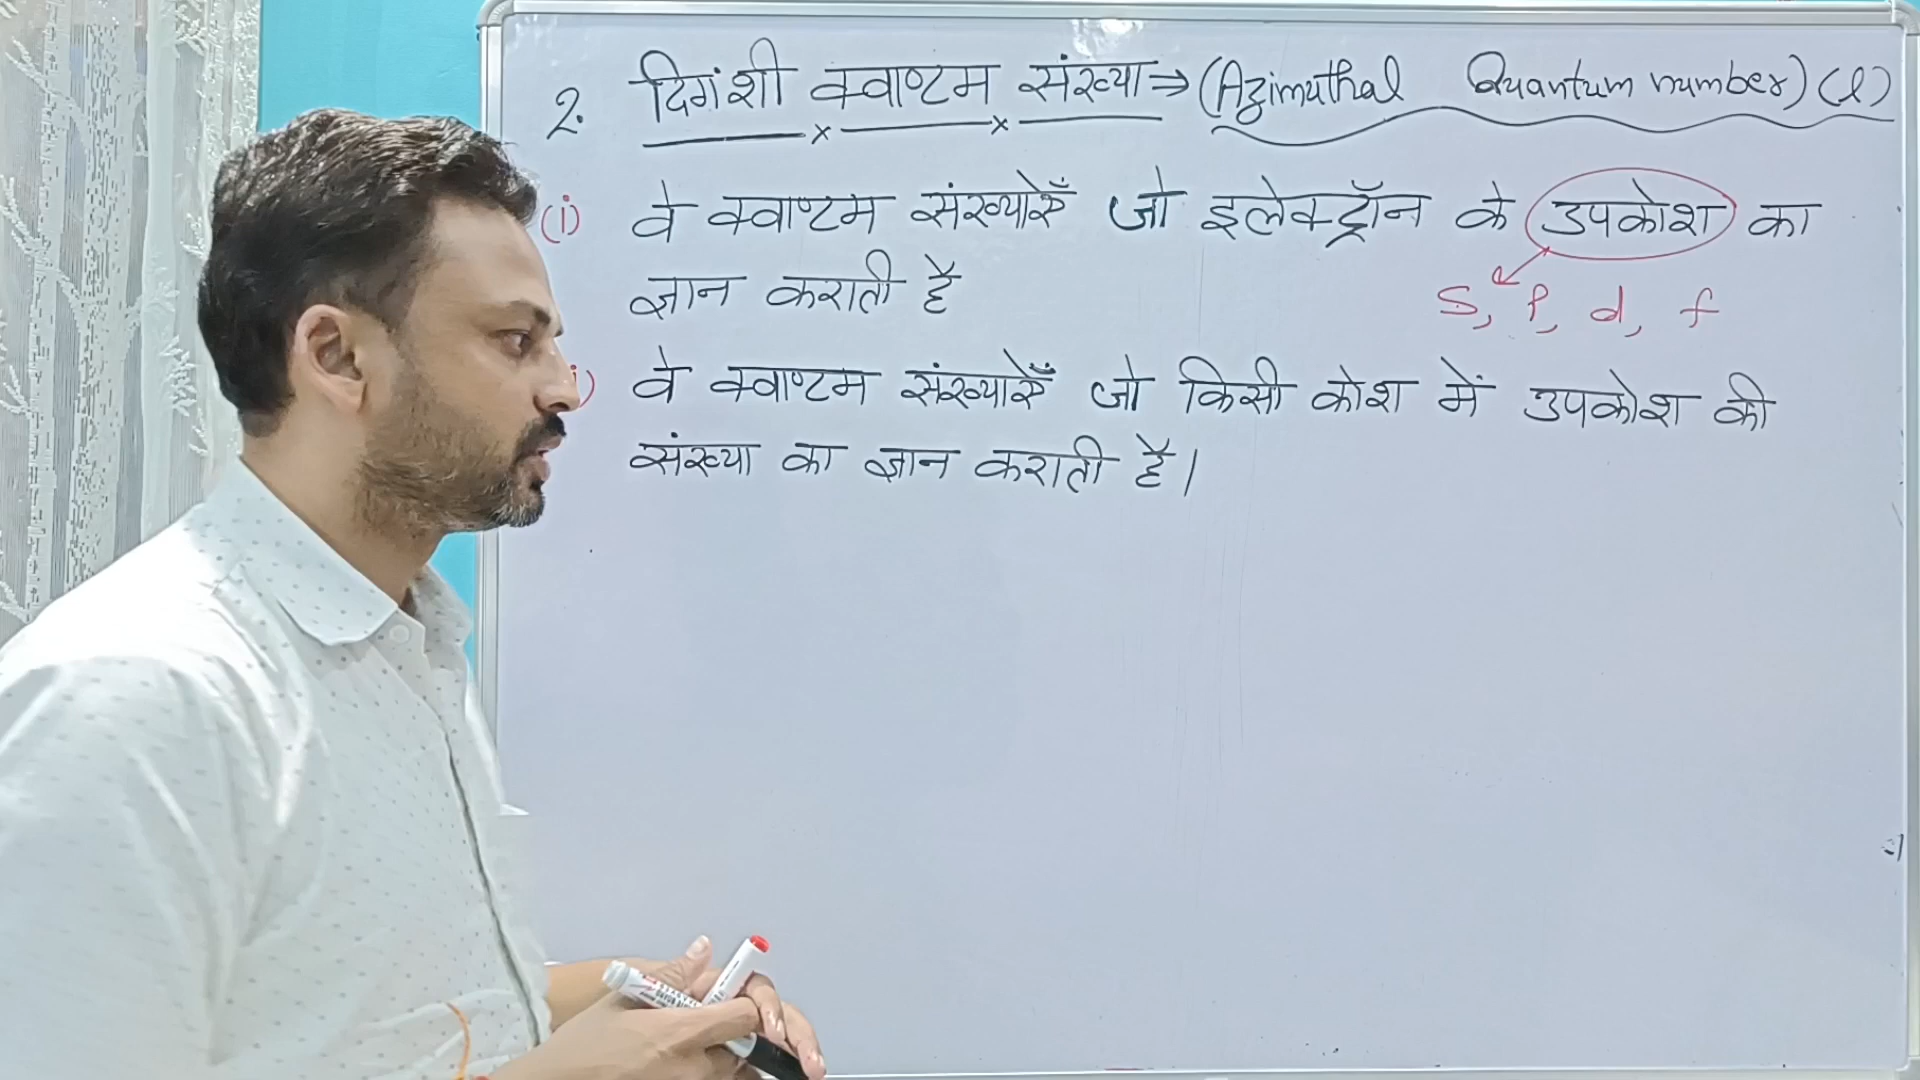 2. दिगंशी क्वाण्टम संख्या ⇒ (Azimuthal Quantum number) (l)
(i) वे क्वाण्टम संख्यायें जो इलेक्ट्रॉन के उपकोश का
ज्ञान कराती है
s, p, d, f
वे क्वाण्टम संख्यायें जो किसी कोश में उपकोश की
संख्या का ज्ञान कराती है।